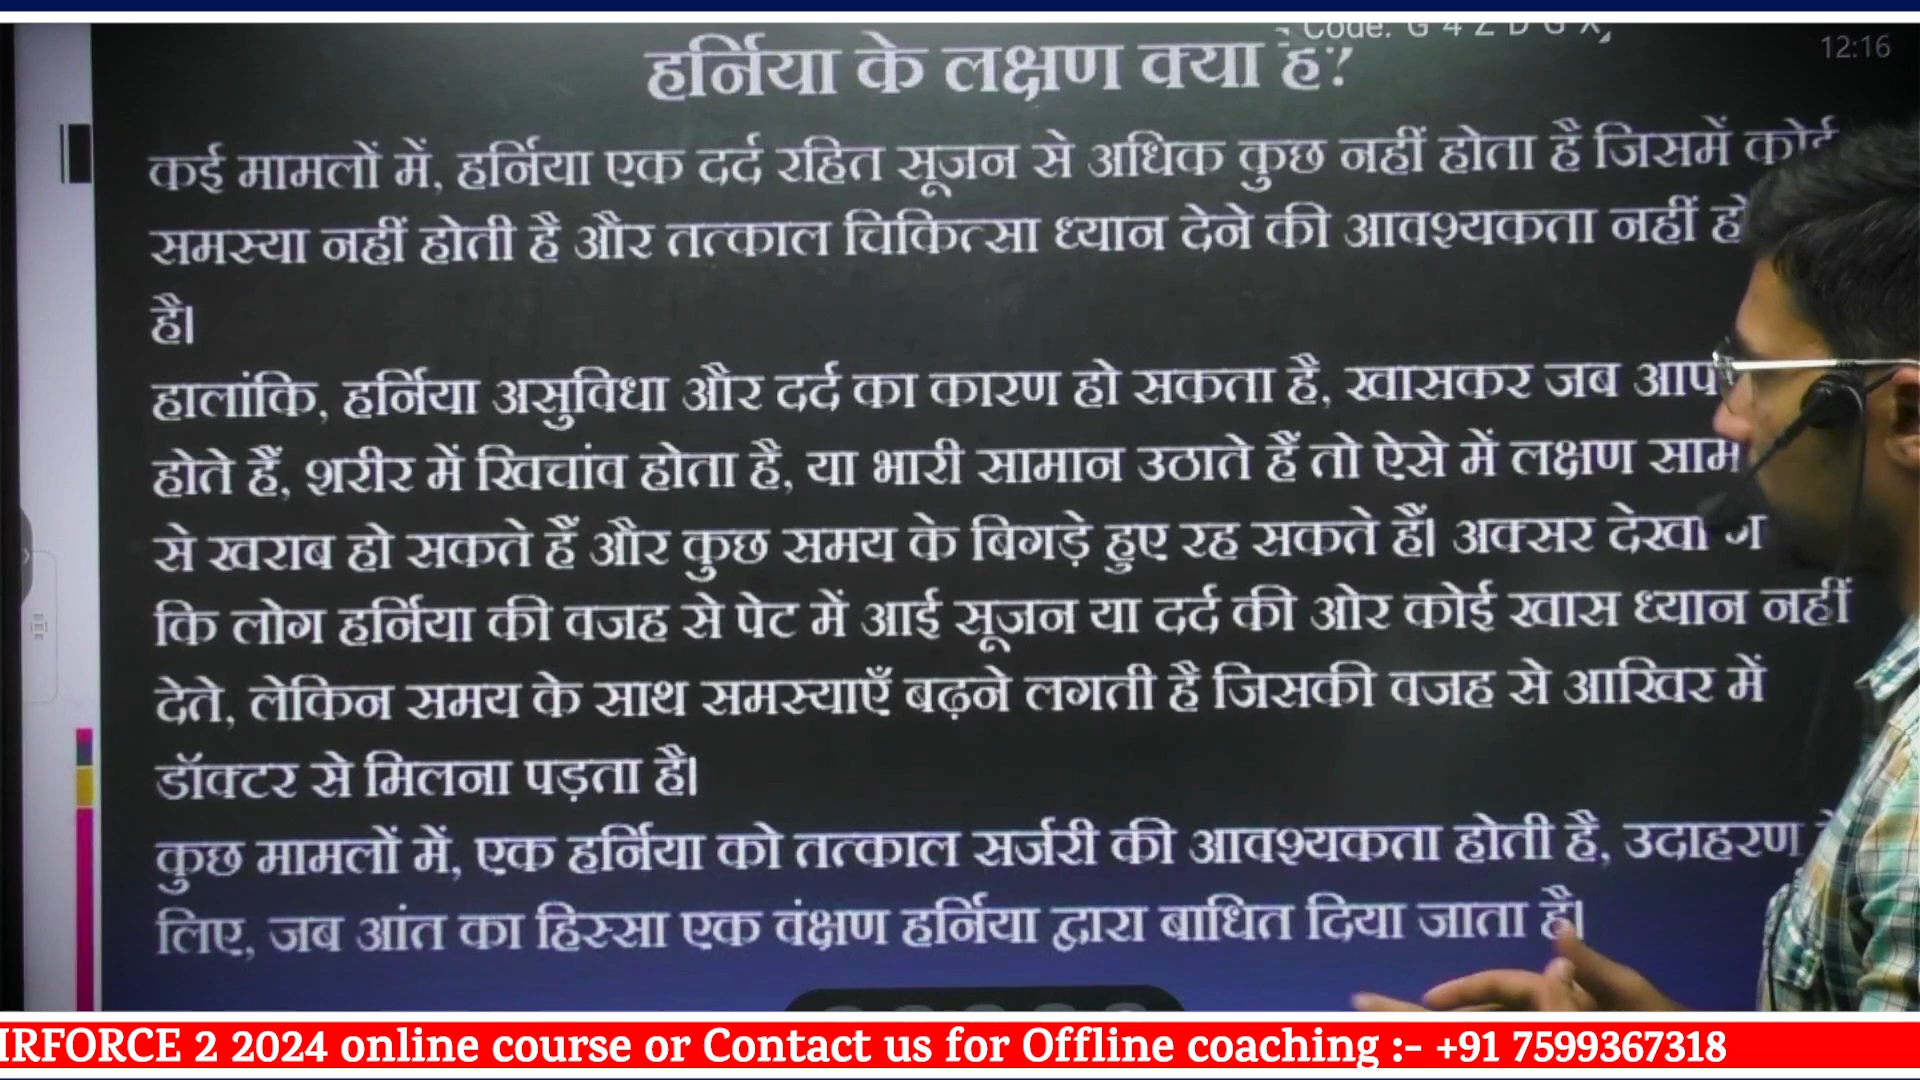 Code: G 4 Z D G X
12:16
हर्निया के लक्षण क्या है?
कई मामलों में, हर्निया एक दर्द रहित सूजन से अधिक कुछ नहीं होता है जिसमें कोई
समस्या नहीं होती है और तत्काल चिकित्सा ध्यान देने की आवश्यकता नहीं
है।
हालांकि, हर्निया असुविधा और दर्द का कारण हो सकता है, खासकर जब आप
होते हैं, शरीर में खिचांव होता है, या भारी सामान उठाते हैं तो ऐसे में लक्षण
से खराब हो सकते हैं और कुछ समय के बिगड़े हुए रह सकते हैं। अक्सर देखा
कि लोग हर्निया की वजह से पेट में आई सूजन या दर्द की ओर कोई खास ध्यान नहीं
देते, लेकिन समय के साथ समस्याएँ बढ़ने लगती है जिसकी वजह से आखिर में
डॉक्टर से मिलना पड़ता है।
कुछ मामलों में, एक हर्निया को तत्काल सर्जरी की आवश्यकता होती है, उदाहरण
लिए, जब आंत का हिस्सा एक वंक्षण हर्निया द्वारा बाधित दिया जाता है।
IRFORCE 2 2024 online course or Contact us for Offline coaching :- +91 7599367318